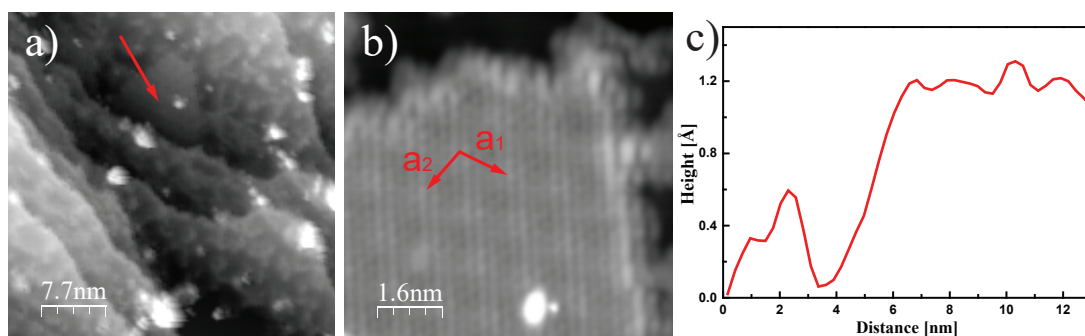 a)
7.7nm
b)
a1
a2
1.6nm
c)
Height [Å]
1.2
0.8
0.4
0.0
0 2 4 6 8 10 12
Distance [nm]